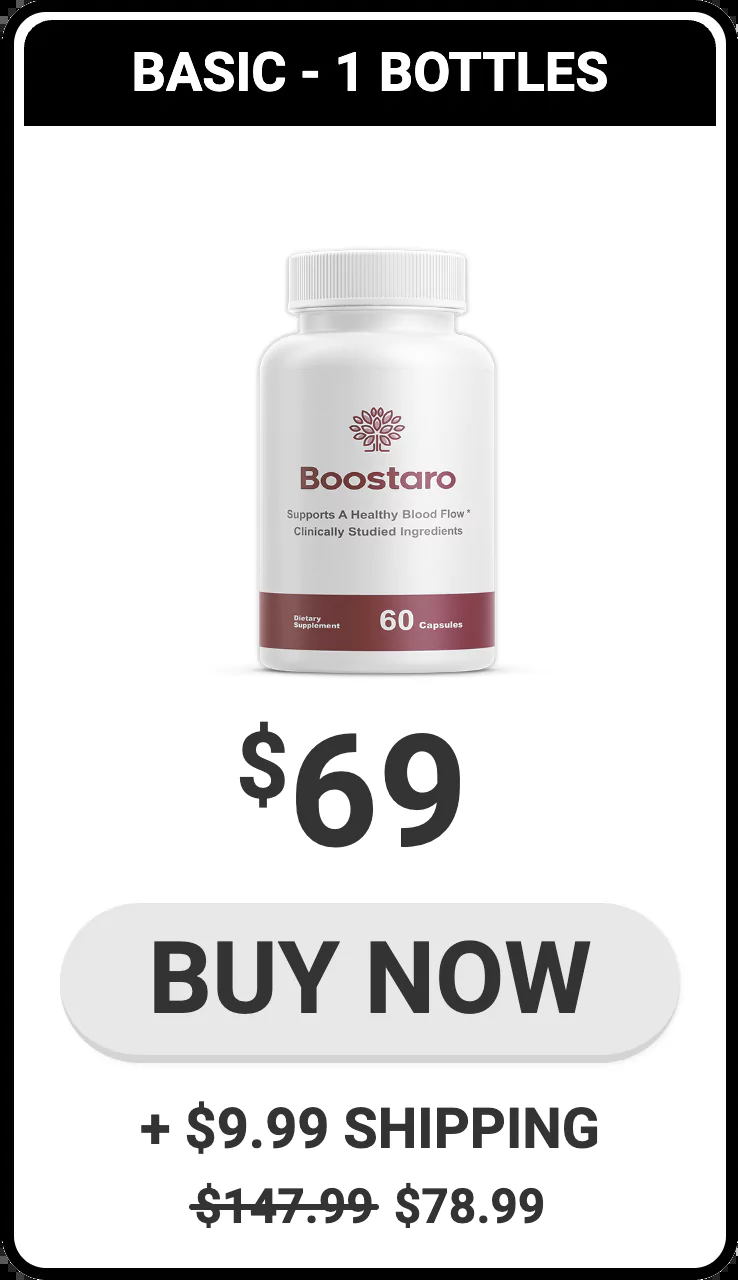 BASIC - 1 BOTTLES
Boostaro
Supports A Healthy Blood Flow *
Clinically Studied Ingredients
Dietary
Supplement
60 Capsules
$69
BUY NOW
+ $9.99 SHIPPING
$147.99 $78.99